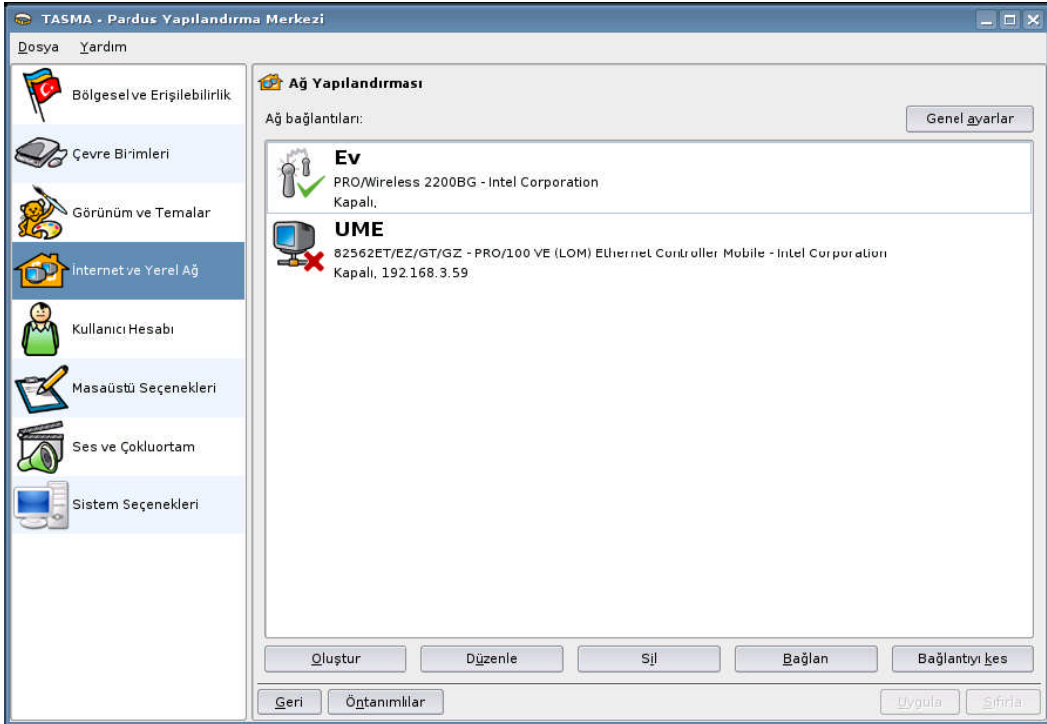 TASMA - Pardus Yapılandırma Merkezi
Dosya Yardım
Bölgesel ve Erişilebilirlik
Çevre Birimleri
Görünüm ve Temalar
İnternet ve Yerel Ağ
Kullanıcı Hesabı
Masaüstü Seçenekleri
Ses ve Çokluortam
Sistem Seçenekleri
Ağ Yapılandırması
Ağ bağlantıları:
Genel ayarlar
Ev
PRO/Wireless 2200BG - Intel Corporation
Kapalı,
UME
82562ET/EZ/GT/GZ - PRO/100 VE (LOM) Ethernet Controller Mobile - Intel Corporation
Kapalı, 192.168.3.59
Oluştur Düzenle Sil Bağlan Bağlantıyı kes
Geri Öntanımlılar Uygula Sıfırla